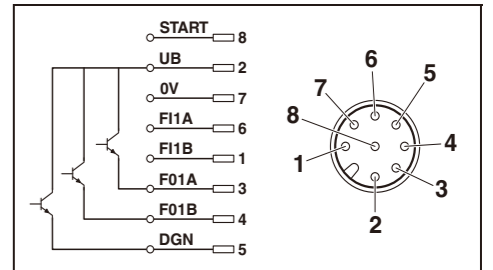 START 8
UB 2
0V 7
FI1A 6
FI1B 1
F01A 3
F01B 4
DGN 5
6
7 5
8
1 4
3
2